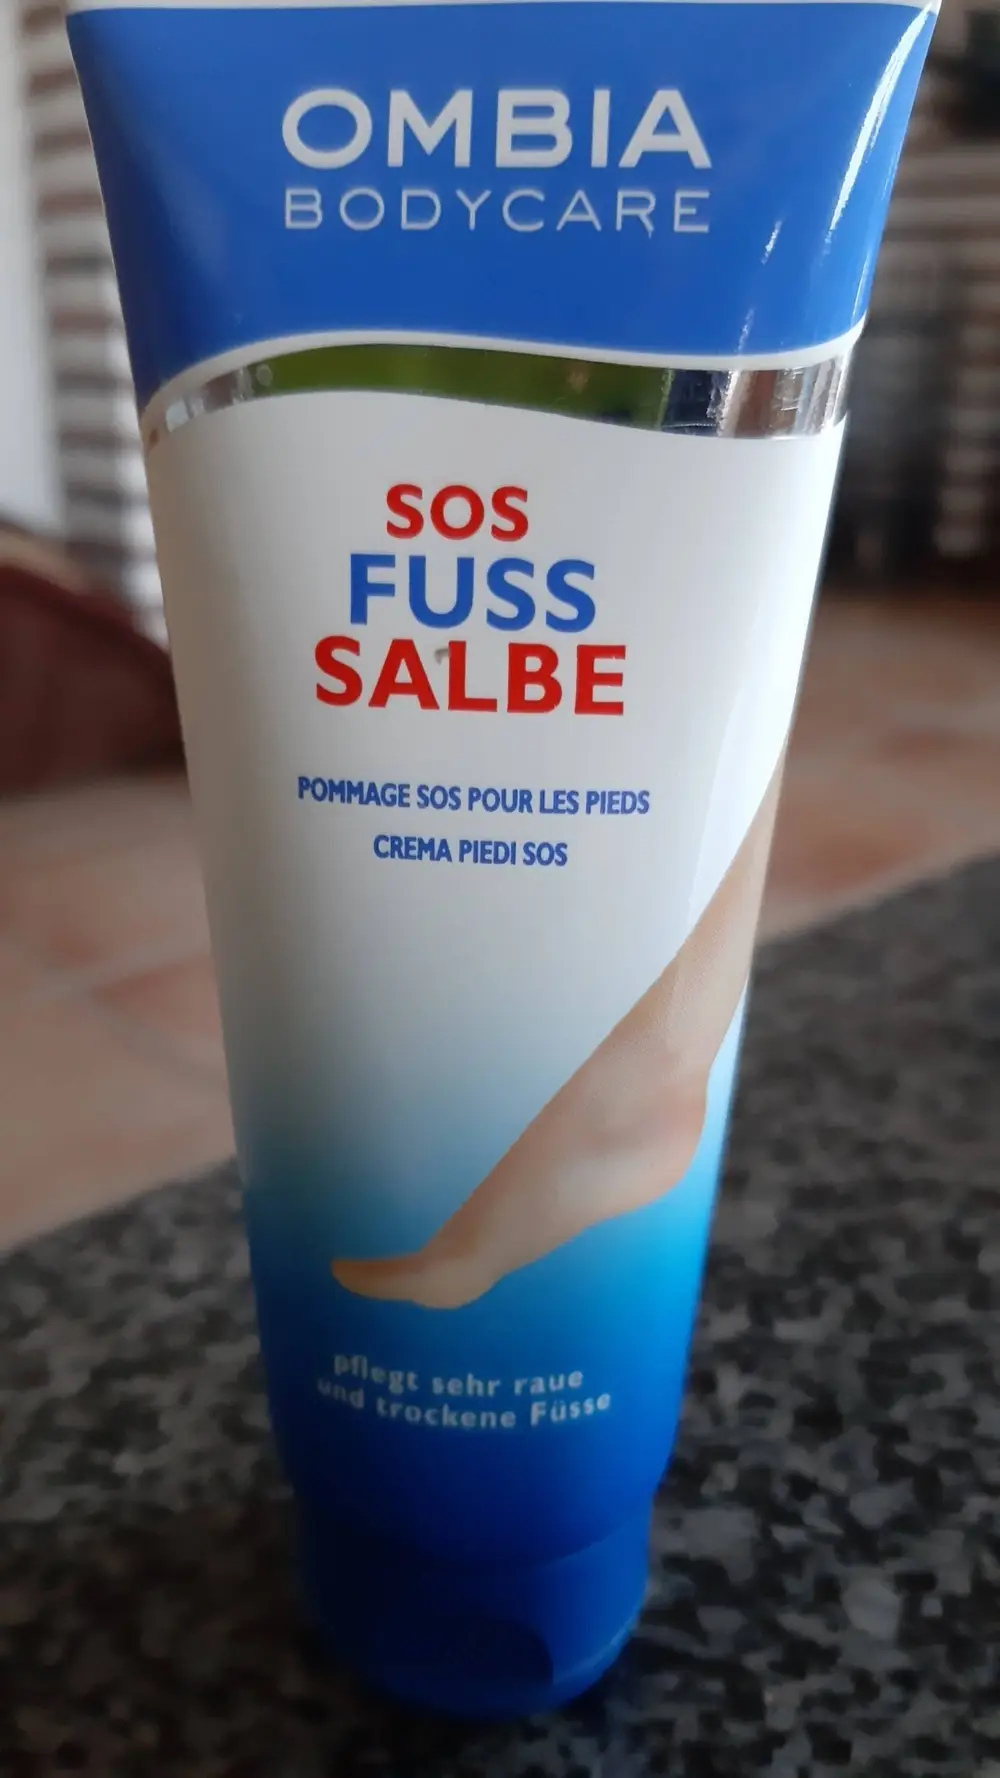 OMBIA
BODYCARE
SOS
FUSS
SALBE
POMMAGE SOS POUR LES PIEDS
CREMA PIEDI SOS
pflegt sehr raue
und trockene Füsse